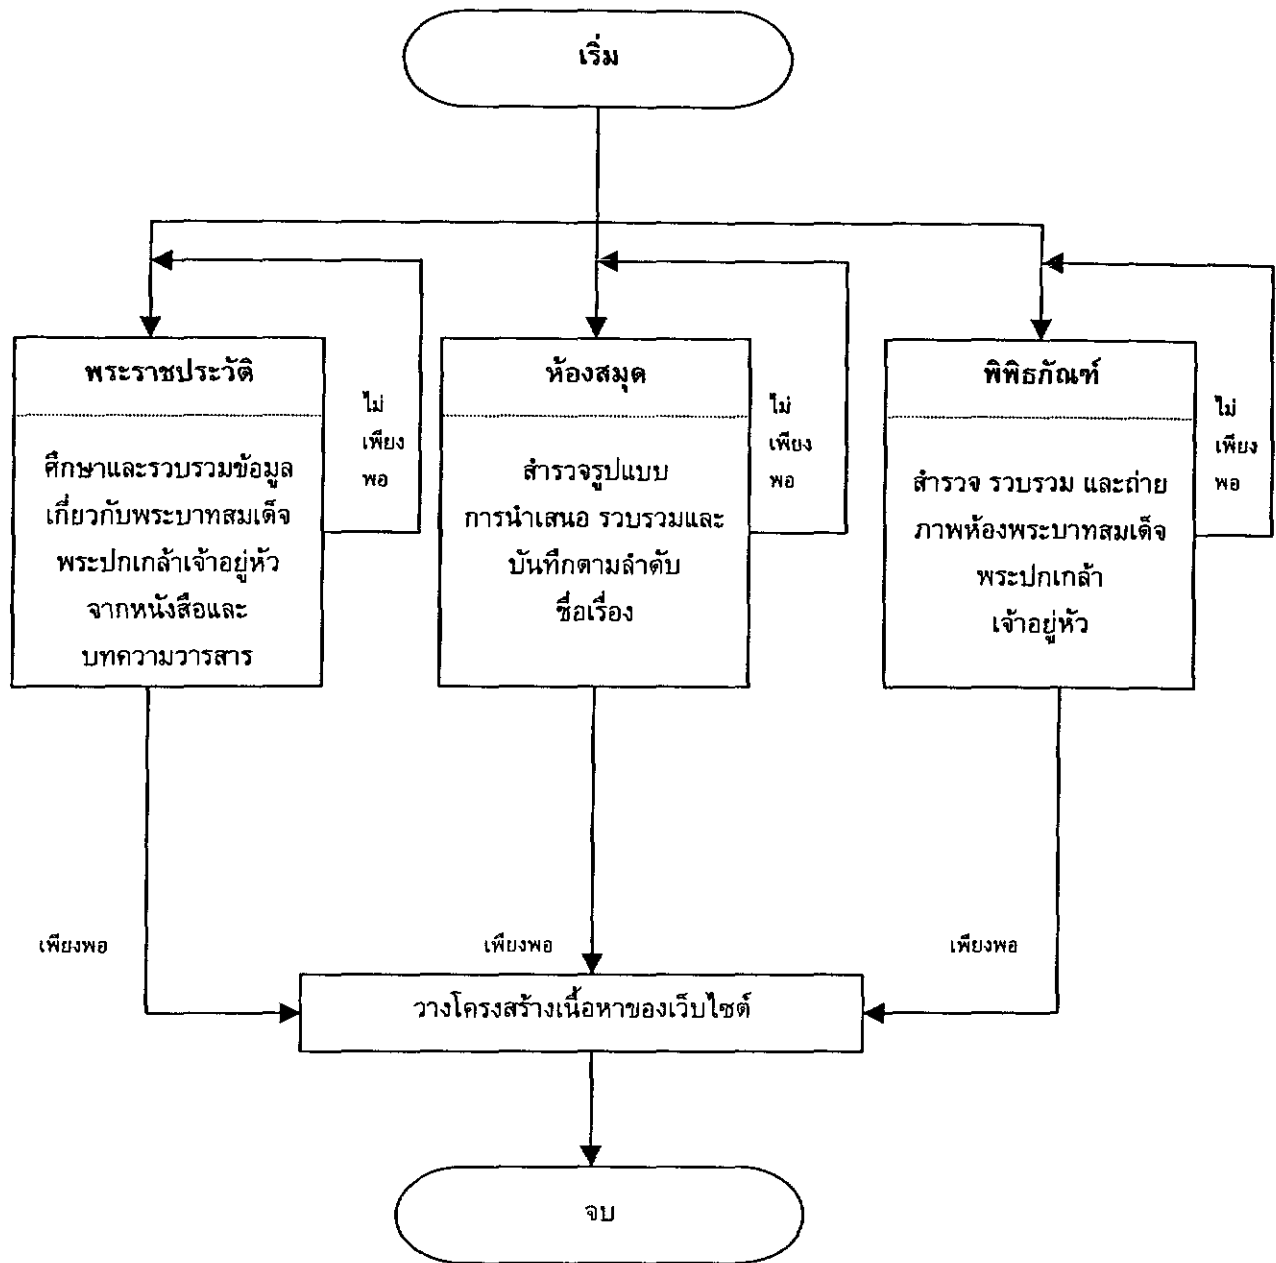 เริ่ม
พระราชประวัติ
ศึกษาและรวบรวมข้อมูล
เกี่ยวกับพระบาทสมเด็จ
พระปกเกล้าเจ้าอยู่หัว
จากหนังสือและ
บทความวารสาร
ไม่
เพียง
พอ
ห้องสมุด
สำรวจรูปแบบ
การนำเสนอ รวบรวมและ
บันทึกตามลำดับ
ชื่อเรื่อง
ไม่
เพียง
พอ
พิพิธภัณฑ์
สำรวจ รวบรวม และถ่าย
ภาพห้องพระบาทสมเด็จ
พระปกเกล้า
เจ้าอยู่หัว
ไม่
เพียง
พอ
เพียงพอ
เพียงพอ
เพียงพอ
วางโครงสร้างเนื้อหาของเว็บไซต์
จบ